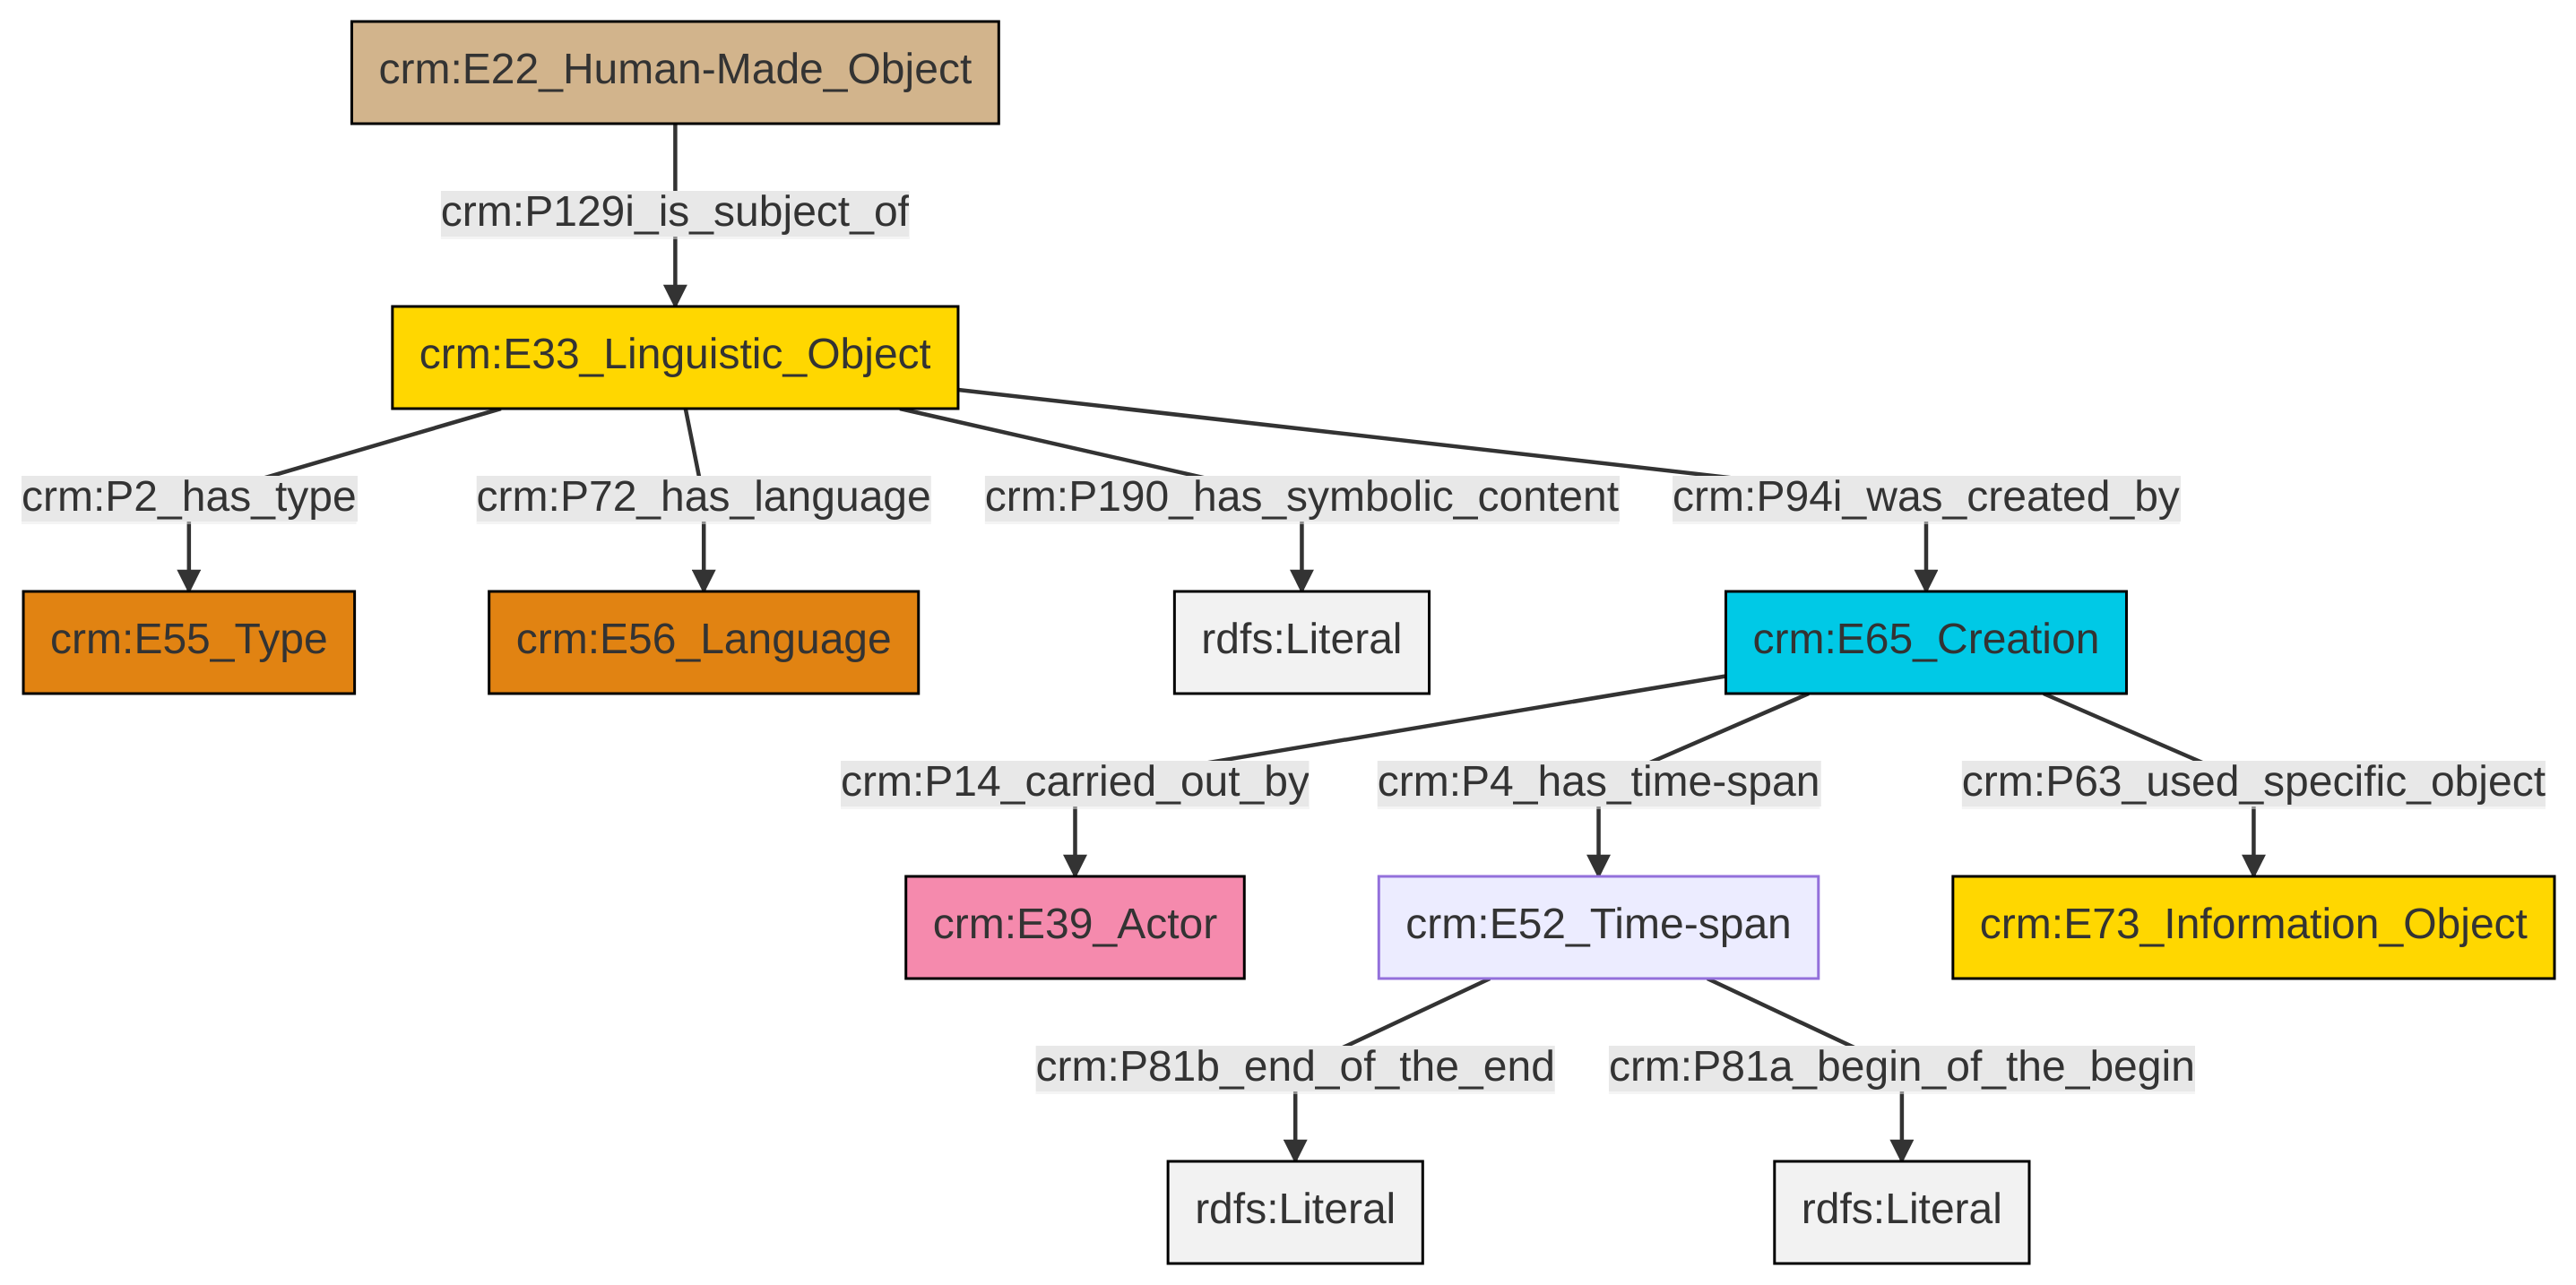 crm:E22_Human-Made_Object
crm:P129i_is_subject_of
crm:E33_Linguistic_Object
crm:P2_has_type
crm:P72_has_language
crm:P190_has_symbolic_content
crm:P94i_was_created_by
crm:E55_Type
crm:E56_Language
rdfs:Literal
crm:E65_Creation
crm:P14_carried_out_by
crm:P4_has_time-span
crm:P63_used_specific_object
crm:E39_Actor
crm:E52_Time-span
crm:E73_Information_Object
crm:P81b_end_of_the_end
crm:P81a_begin_of_the_begin
rdfs:Literal
rdfs:Literal